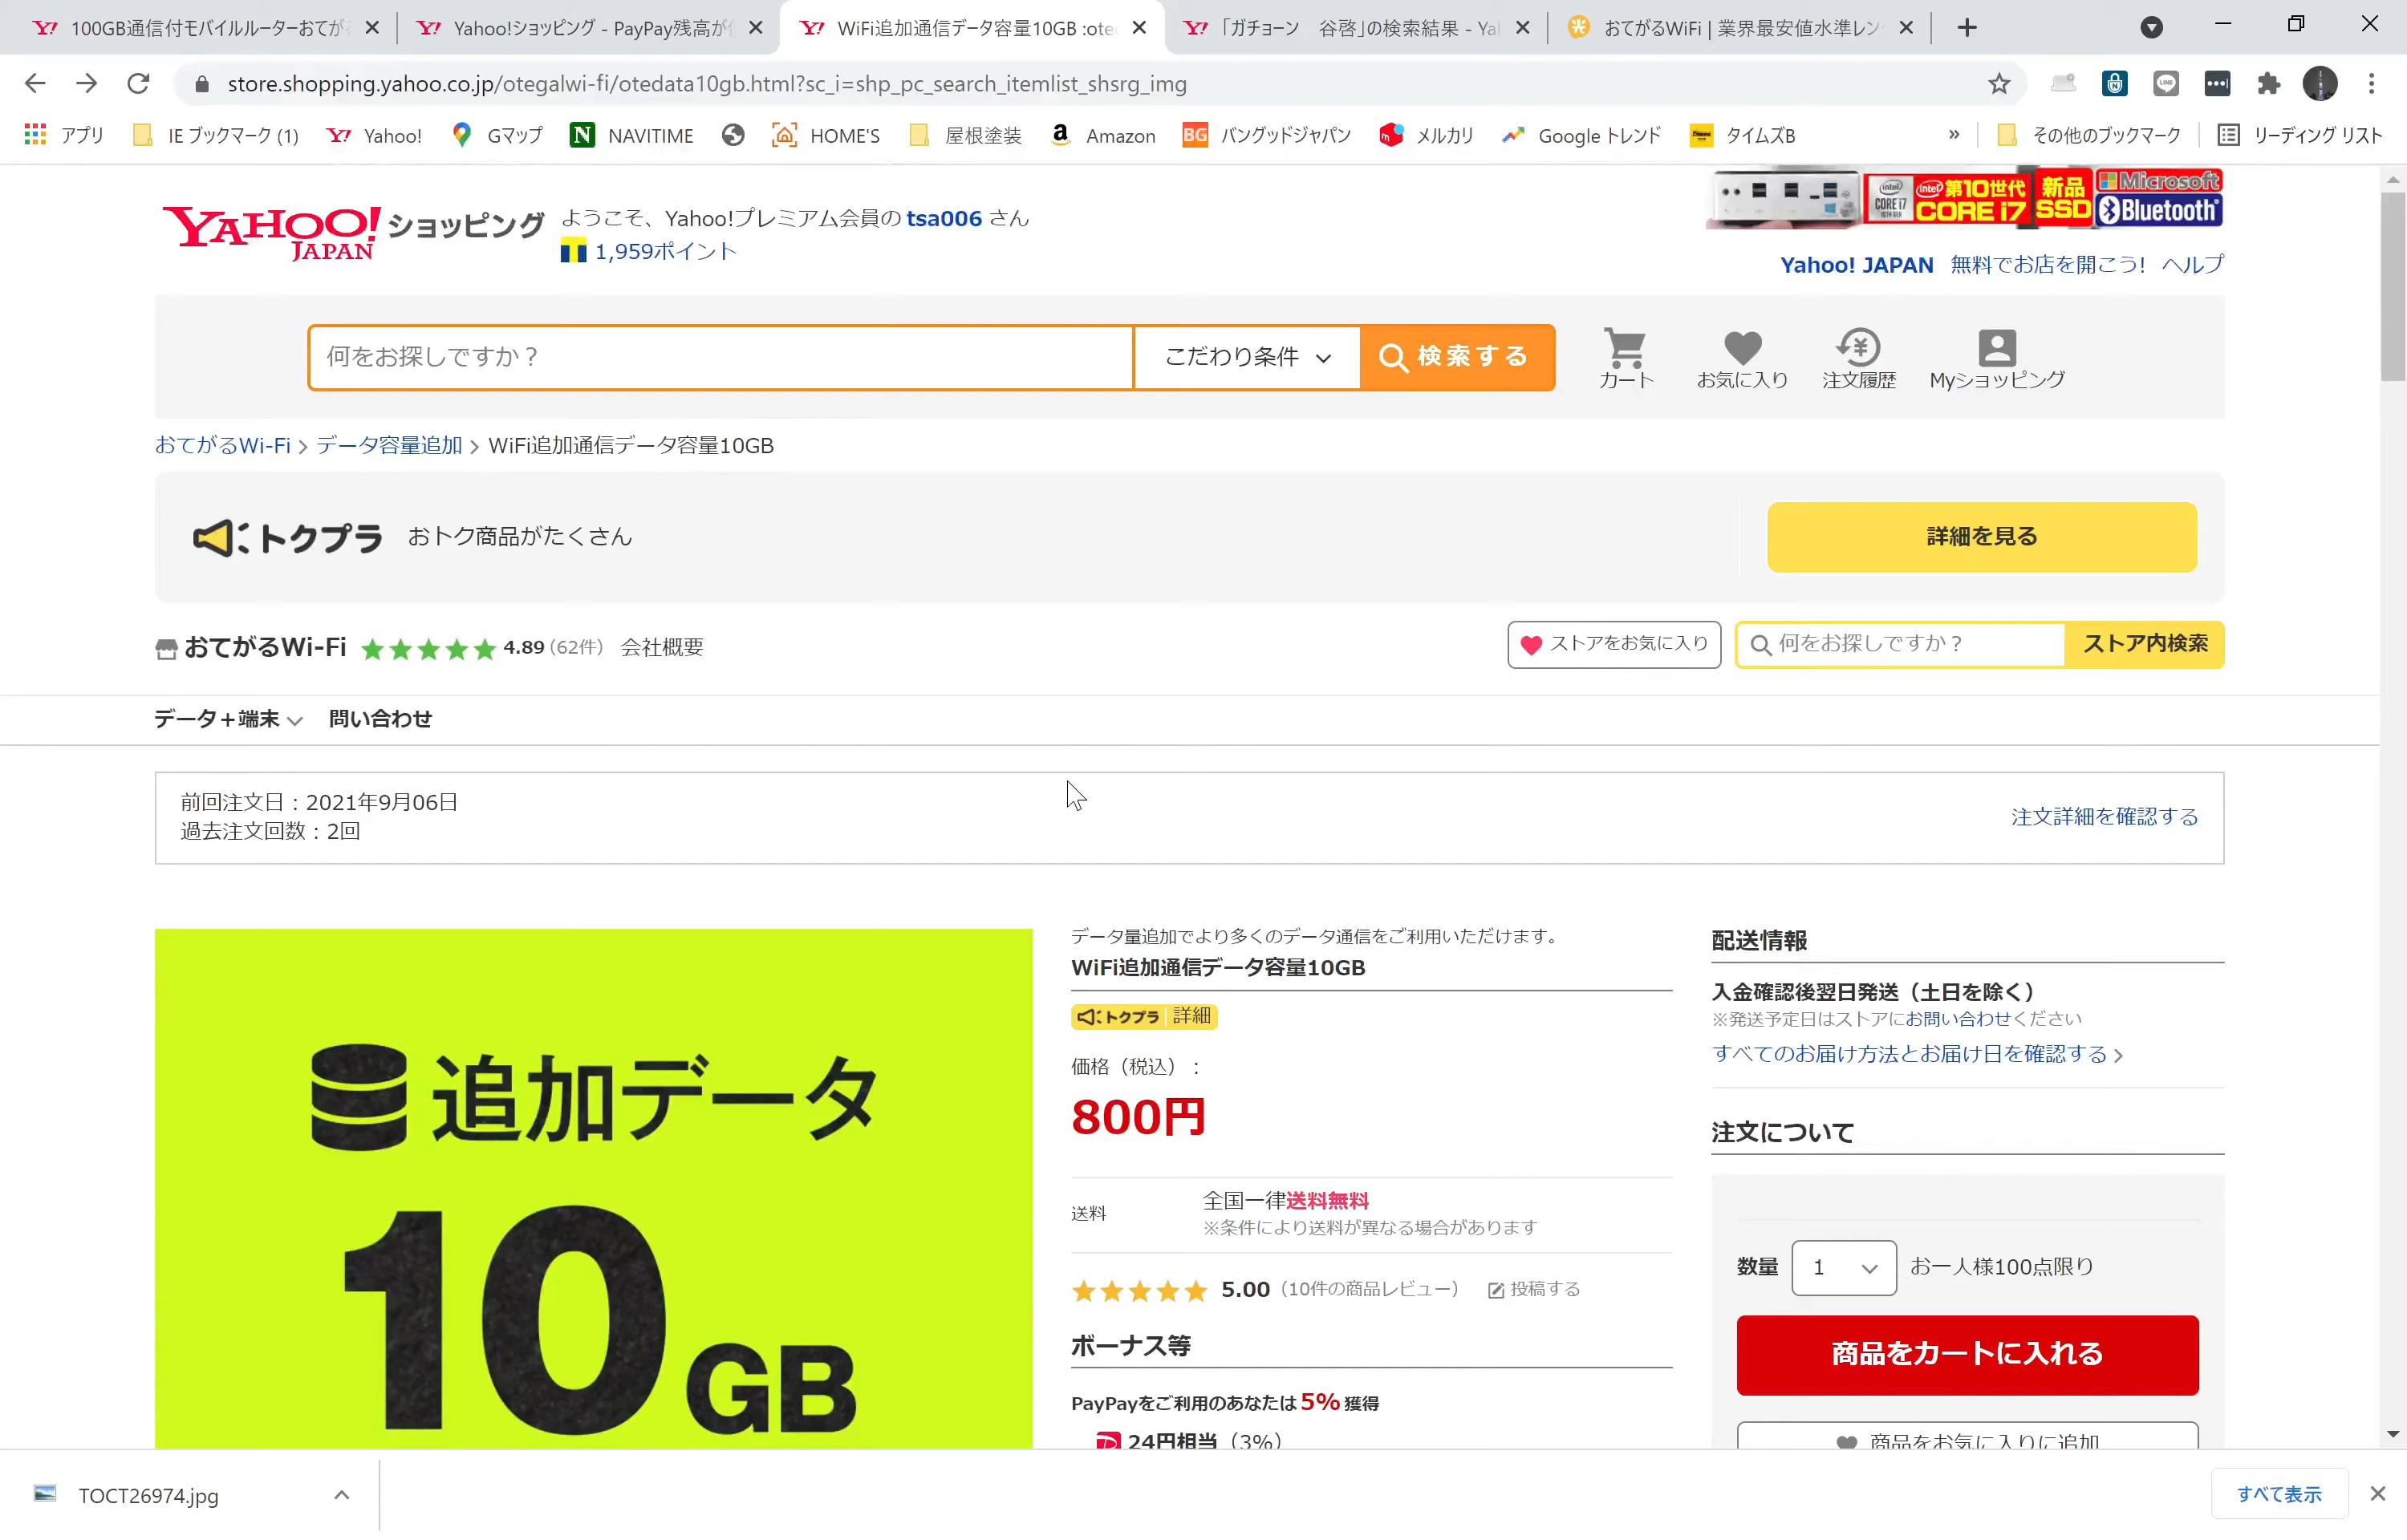 100GB通信付モバイルルーターおてが
Yahoo!ショッピング - PayPay残高が
WiFi追加通信データ容量10GB :ote
「ガチョーン　谷啓」の検索結果 - Ya
おてがるWiFi | 業界最安値水準レン
store.shopping.yahoo.co.jp/otegalwi-fi/otedata10gb.html?sc_i=shp_pc_search_itemlist_shsrg_img
アプリ
IE ブックマーク (1)
Yahoo!
Gマップ
NAVITIME
HOME'S
屋根塗装
Amazon
バングッドジャパン
メルカリ
Google トレンド
タイムズB
»
その他のブックマーク
リーディング リスト
YAHOO! JAPAN ショッピング
ようこそ、Yahoo!プレミアム会員の tsa006 さん
1,959ポイント
intel CORE i7 intel 第10世代 CORE i7 新品 SSD Microsoft Bluetooth
Yahoo! JAPAN 無料でお店を開こう! ヘルプ
何をお探しですか？
こだわり条件
検索する
カート
お気に入り
注文履歴
Myショッピング
おてがるWi-Fi > データ容量追加 > WiFi追加通信データ容量10GB
トクプラ おトク商品がたくさん
詳細を見る
おてがるWi-Fi ★★★★★ 4.89 (62件) 会社概要
ストアをお気に入り
何をお探しですか？
ストア内検索
データ＋端末 問い合わせ
前回注文日：2021年9月06日
過去注文回数：2回
注文詳細を確認する
追加データ
10GB
データ量追加でより多くのデータ通信をご利用いただけます。
WiFi追加通信データ容量10GB
トクプラ 詳細
価格（税込）：
800円
送料
全国一律送料無料
※条件により送料が異なる場合があります
★★★★★ 5.00 （10件の商品レビュー） 投稿する
ボーナス等
PayPayをご利用のあなたは 5% 獲得
24円相当（3%）
配送情報
入金確認後翌日発送（土日を除く）
※発送予定日はストアにお問い合わせください
すべてのお届け方法とお届け日を確認する >
注文について
数量 1 お一人様100点限り
商品をカートに入れる
商品をお気に入りに追加
TOCT26974.jpg
すべて表示